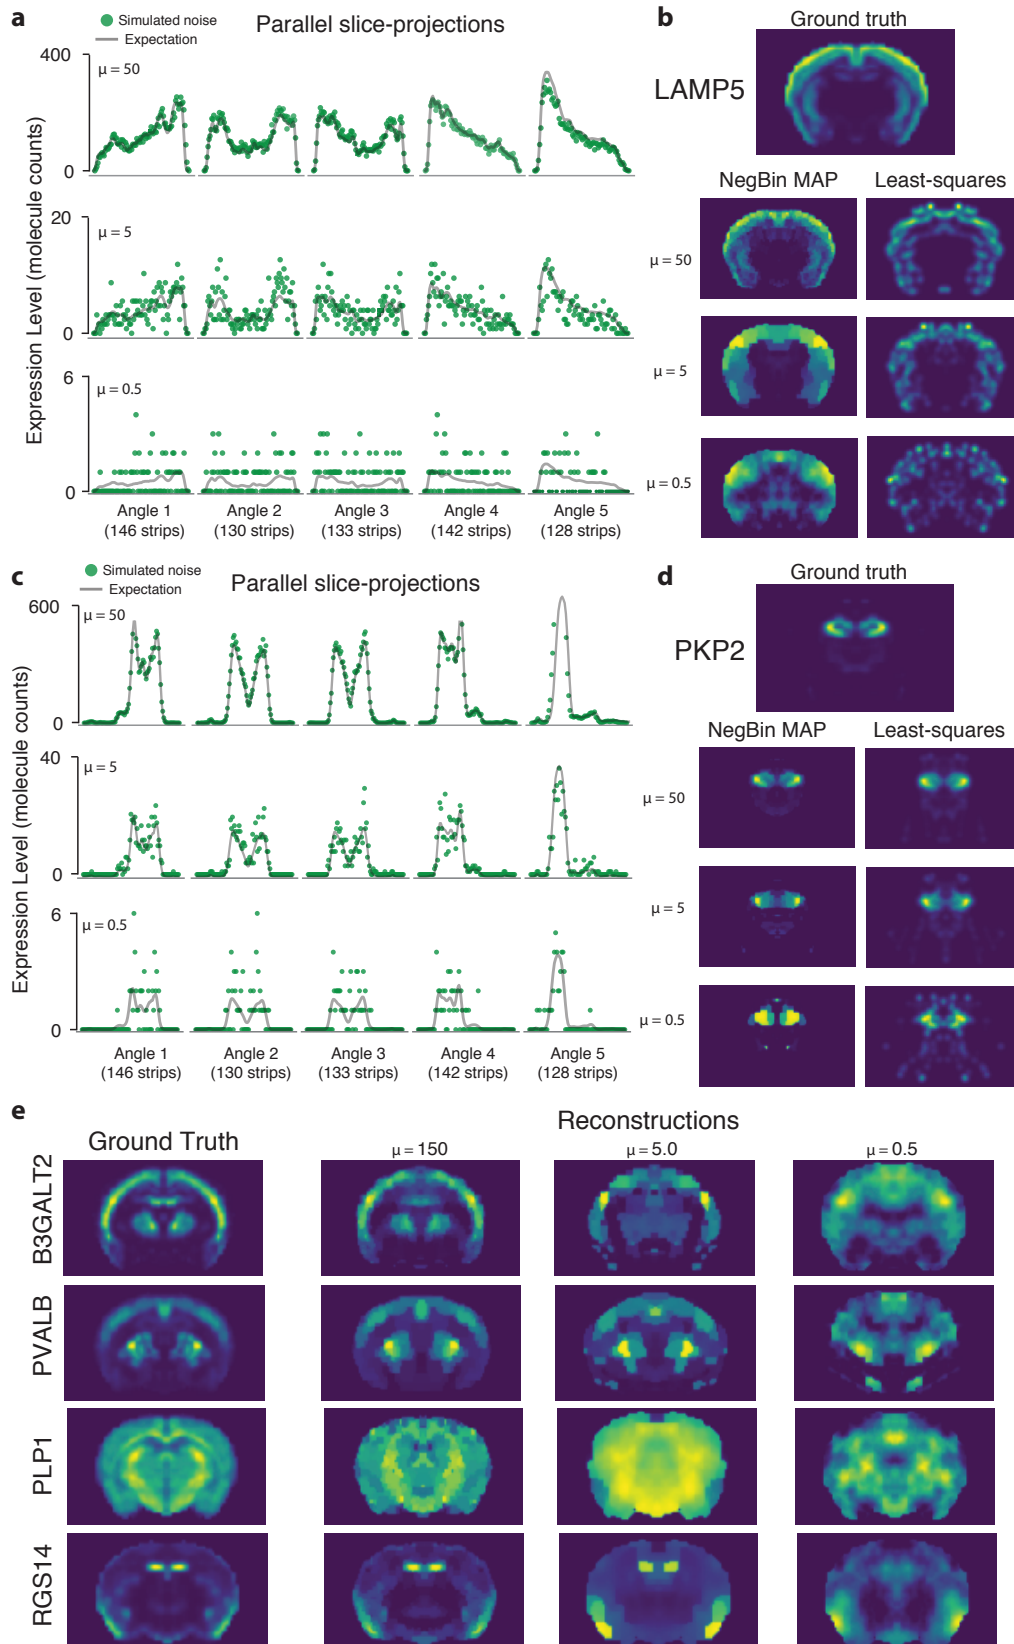 a
Simulated noise
Expectation
Parallel slice-projections
Expression Level (molecule counts)
400
μ = 50
0
20
μ = 5
0
6
μ = 0.5
0
Angle 1
(146 strips)
Angle 2
(130 strips)
Angle 3
(133 strips)
Angle 4
(142 strips)
Angle 5
(128 strips)
b
Ground truth
LAMP5
NegBin MAP
Least-squares
μ = 50
μ = 5
μ = 0.5
c
Simulated noise
Expectation
Parallel slice-projections
Expression Level (molecule counts)
600
μ = 50
0
40
μ = 5
0
6
μ = 0.5
0
Angle 1
(146 strips)
Angle 2
(130 strips)
Angle 3
(133 strips)
Angle 4
(142 strips)
Angle 5
(128 strips)
d
Ground truth
PKP2
NegBin MAP
Least-squares
μ = 50
μ = 5
μ = 0.5
e
Reconstructions
Ground Truth
μ = 150
μ = 5.0
μ = 0.5
B3GALT2
PVALB
PLP1
RGS14